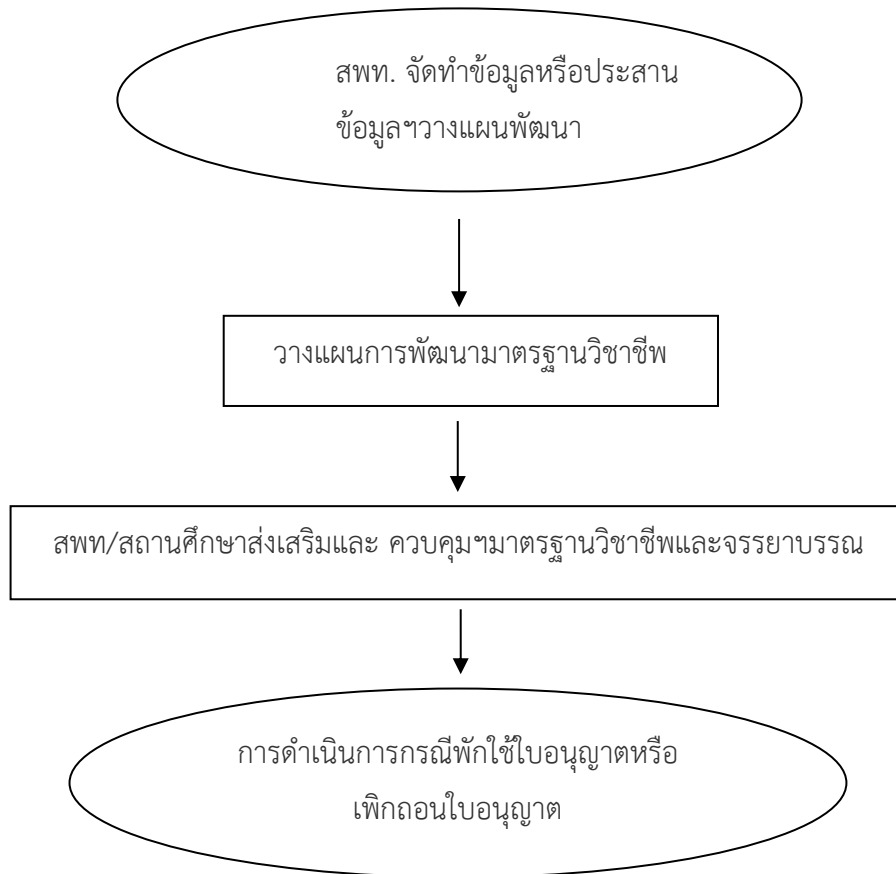 สพท. จัดทำข้อมูลหรือประสาน
ข้อมูลฯวางแผนพัฒนา
วางแผนการพัฒนามาตรฐานวิชาชีพ
สพท/สถานศึกษาส่งเสริมและ ควบคุมฯมาตรฐานวิชาชีพและจรรยาบรรณ
การดำเนินการกรณีพักใช้ใบอนุญาตหรือ
เพิกถอนใบอนุญาต